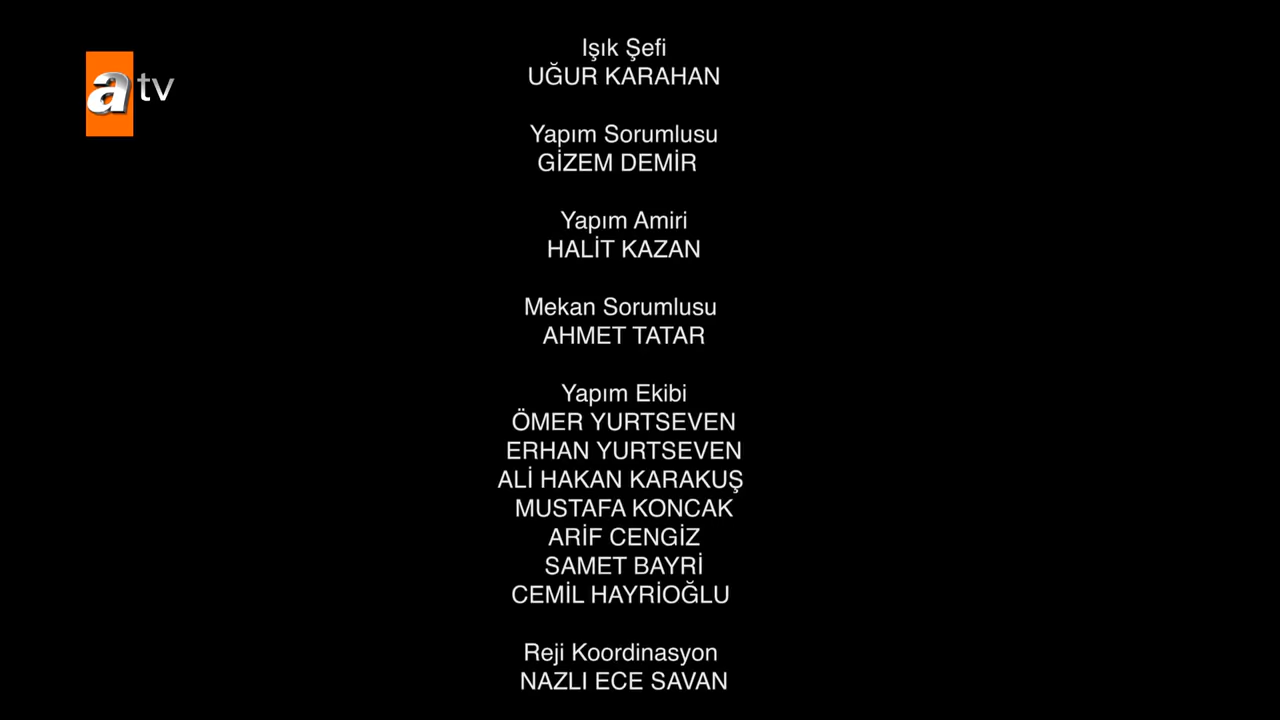 atv
Işık Şefi
UĞUR KARAHAN
Yapım Sorumlusu
GİZEM DEMİR
Yapım Amiri
HALİT KAZAN
Mekan Sorumlusu
AHMET TATAR
Yapım Ekibi
ÖMER YURTSEVEN
ERHAN YURTSEVEN
ALİ HAKAN KARAKUŞ
MUSTAFA KONCAK
ARİF CENGİZ
SAMET BAYRİ
CEMİL HAYRİOĞLU
Reji Koordinasyon
NAZLI ECE SAVAN